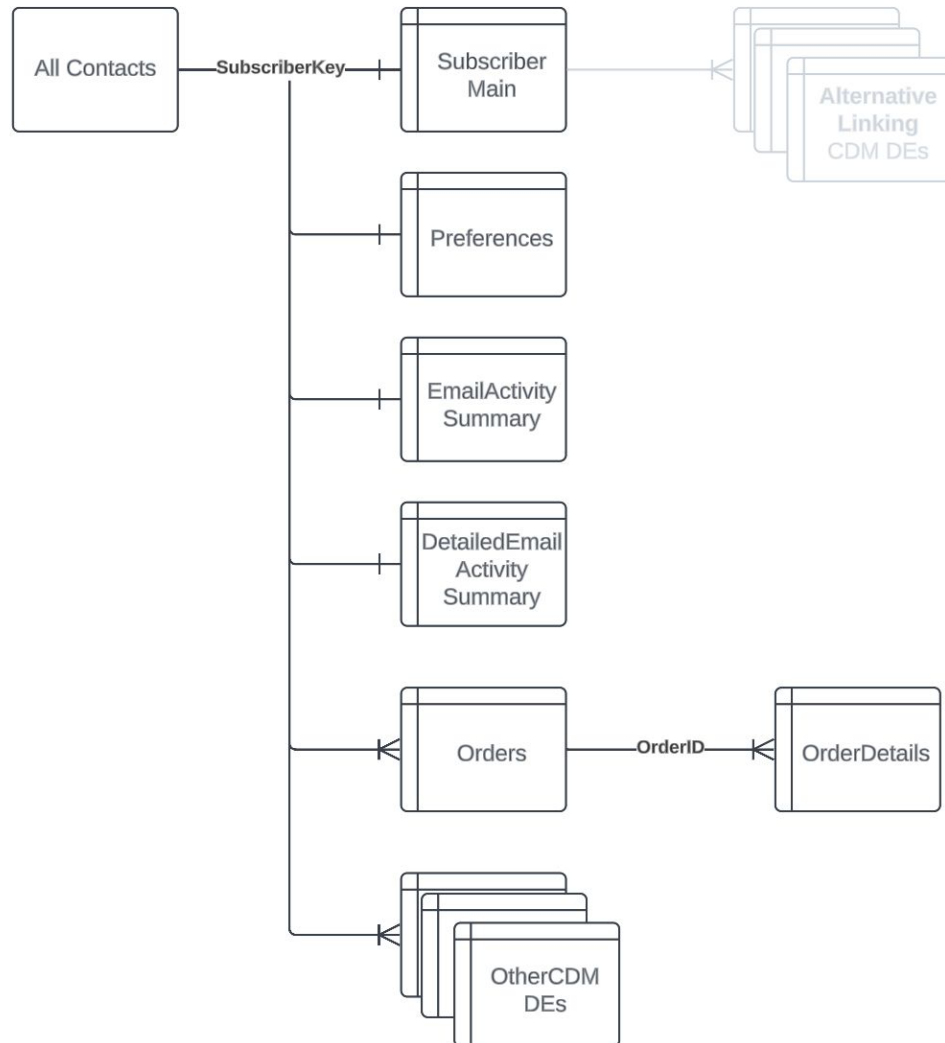 All Contacts
SubscriberKey
Subscriber
Main
Alternative
Linking
CDM DEs
Preferences
EmailActivity
Summary
DetailedEmail
Activity
Summary
Orders
OrderID
OrderDetails
OtherCDM
DEs